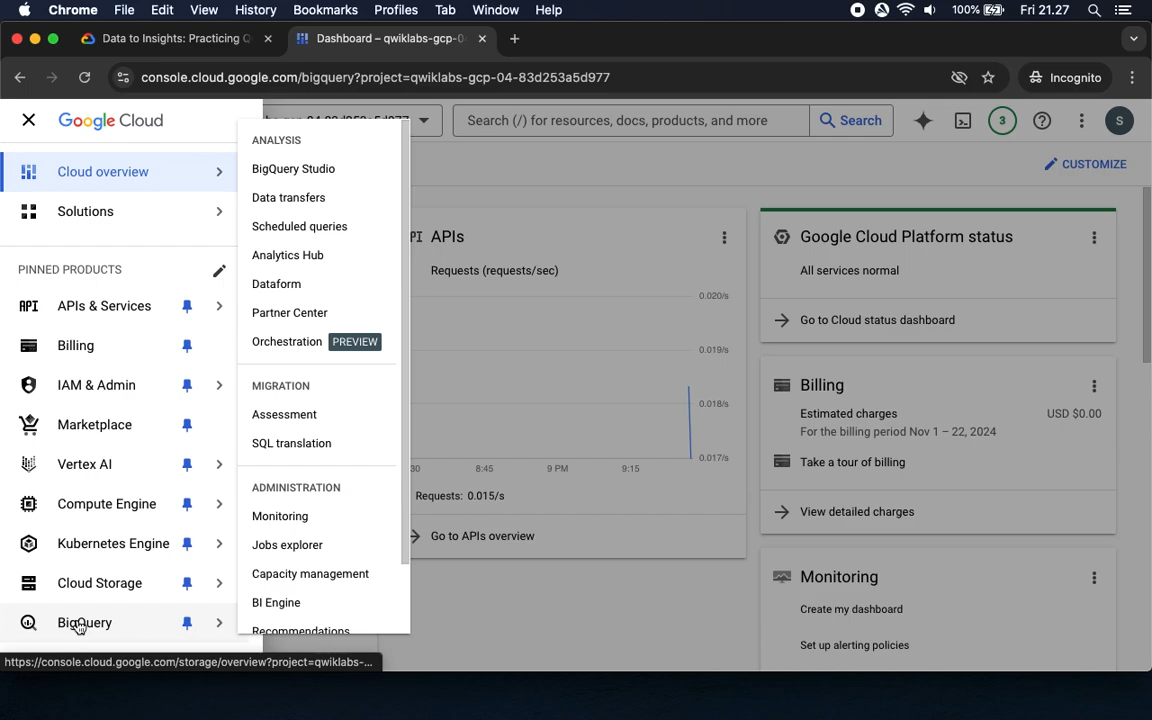 Chrome File Edit View History Bookmarks Profiles Tab Window Help 100% Fri 21.27
Data to Insights: Practicing Q Dashboard – qwiklabs-gcp-04
console.cloud.google.com/bigquery?project=qwiklabs-gcp-04-83d253a5d977 Incognito
Google Cloud
Search (/) for resources, docs, products, and more Search 3 S
CUSTOMIZE
Cloud overview
Solutions
PINNED PRODUCTS
API APIs & Services
Billing
IAM & Admin
Marketplace
Vertex AI
Compute Engine
Kubernetes Engine
Cloud Storage
BigQuery
https://console.cloud.google.com/storage/overview?project=qwiklabs-...
ANALYSIS
BigQuery Studio
Data transfers
Scheduled queries
Analytics Hub
Dataform
Partner Center
Orchestration PREVIEW
MIGRATION
Assessment
SQL translation
ADMINISTRATION
Monitoring
Jobs explorer
Capacity management
BI Engine
Recommendations
APIs
Requests (requests/sec)
0.020/s
0.019/s
0.018/s
0.017/s
30 8:45 9 PM 9:15
Requests: 0.015/s
Go to APIs overview
Google Cloud Platform status
All services normal
Go to Cloud status dashboard
Billing
Estimated charges USD $0.00
For the billing period Nov 1 – 22, 2024
Take a tour of billing
View detailed charges
Monitoring
Create my dashboard
Set up alerting policies